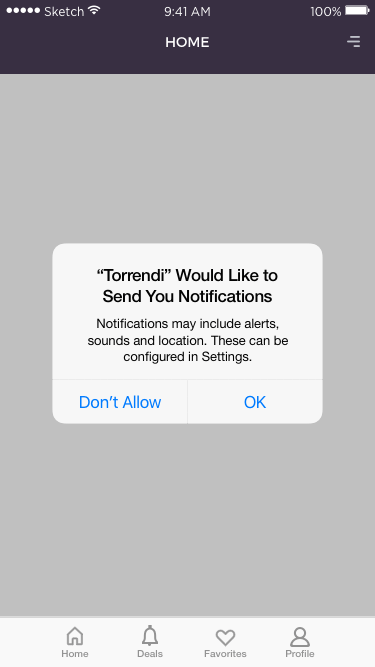 Sketch 9:41 AM 100%
HOME
“Torrendi” Would Like to
Send You Notifications
Notifications may include alerts,
sounds and location. These can be
configured in Settings.
Don’t Allow OK
Home Deals Favorites Profile